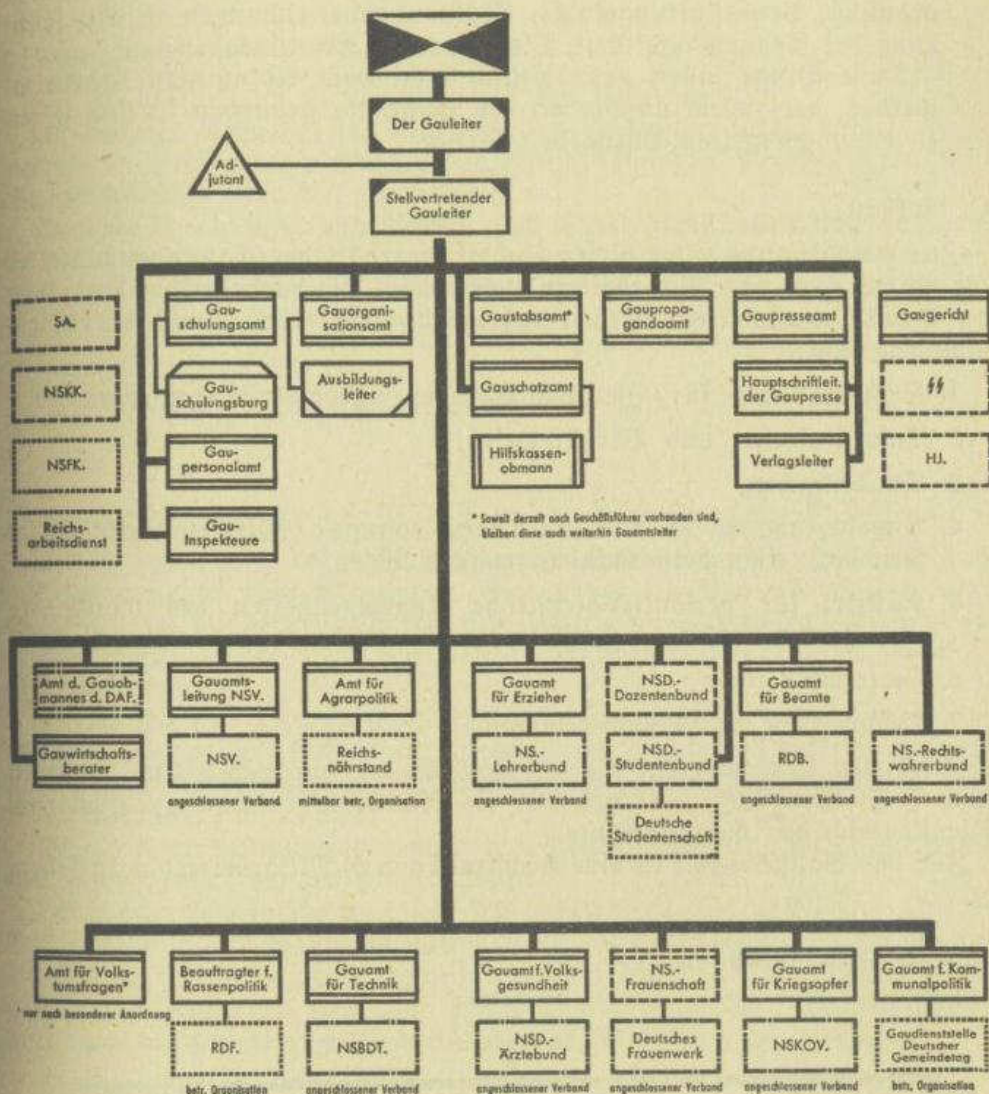 Der Gauleiter
Ad-
jutant
Stellvertretender
Gauleiter
SA.
Gau-
schulungsamt
Gauorgani-
sationsamt
Gaustabsamt*
Gaupropa-
gandaamt
Gaupresseamt
Gaugericht
NSKK.
Gau-
schulungsburg
Ausbildungs-
leiter
Gauschatzamt
Hauptschriftleit.
der Gaupresse
ϟϟ
NSFK.
Gau-
personalamt
Hilfskassen-
obmann
Verlagsleiter
HJ.
Reichs-
arbeitsdienst
Gau-
Inspekteure
* Soweit derzeit noch Geschäftsführer vorhanden sind,
bleiben diese auch weiterhin Gauamtsleiter
Amt d. Gauob-
mannes d. DAF.
Gauamts-
leitung NSV.
Amt für
Agrarpolitik
Gauamt
für Erzieher
NSD.-
Dozentenbund
Gauamt
für Beamte
Gauwirtschafts-
berater
NSV.
Reichs-
nährstand
NS.-
Lehrerbund
NSD.-
Studentenbund
RDB.
NS.-Rechts-
wahrerbund
angeschlossener Verband
mittelbar betr. Organisation
angeschlossener Verband
angeschlossener Verband
angeschlossener Verband
Deutsche
Studentenschaft
Amt für Volks-
tumsfragen*
Beauftragter f.
Rassenpolitik
Gauamt
für Technik
Gauamt f. Volks-
gesundheit
NS.-
Frauenschaft
Gauamt
für Kriegsopfer
Gauamt f. Kom-
munalpolitik
* nur nach besonderer Anordnung
RDF.
NSBDT.
NSD.-
Ärztebund
Deutsches
Frauenwerk
NSKOV.
Gaudienststelle
Deutscher
Gemeindetag
betr. Organisation
angeschlossener Verband
angeschlossener Verband
angeschlossener Verband
angeschlossener Verband
betr. Organisation